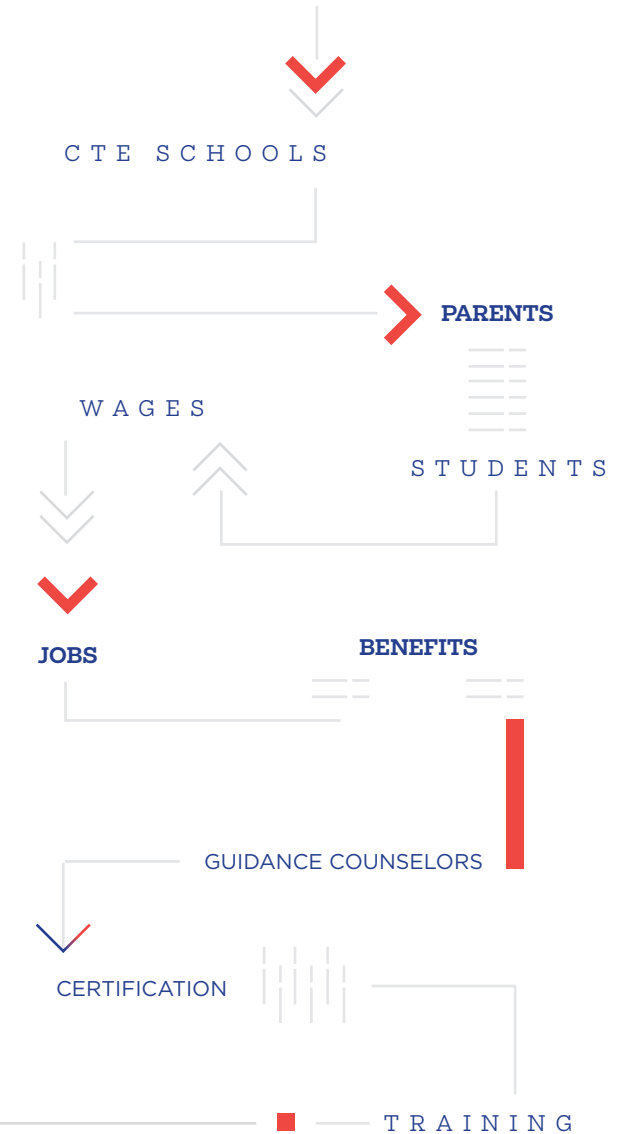 CTE SCHOOLS
PARENTS
WAGES
STUDENTS
JOBS
BENEFITS
GUIDANCE COUNSELORS
CERTIFICATION
TRAINING